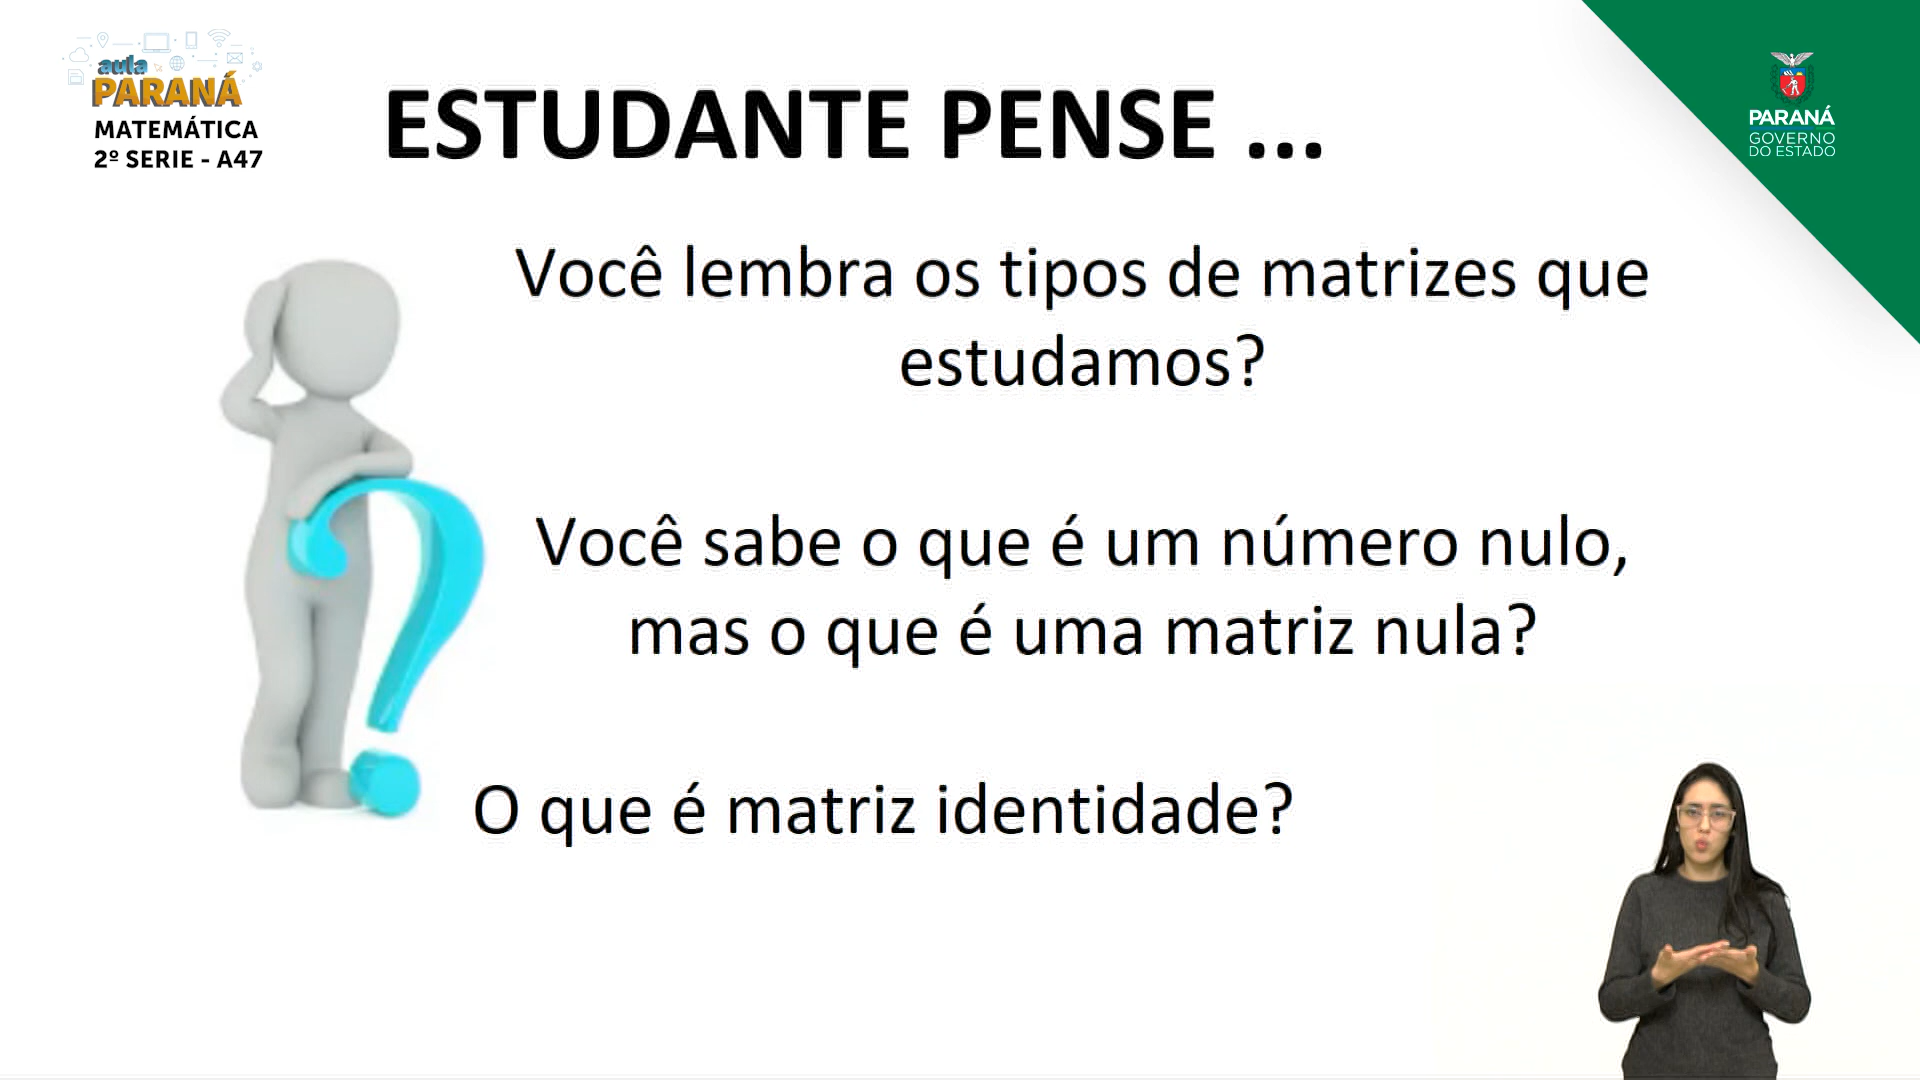 aula
PARANÁ
MATEMÁTICA
2º SERIE - A47
ESTUDANTE PENSE ...
PARANÁ
GOVERNO
DO ESTADO
Você lembra os tipos de matrizes que
estudamos?
Você sabe o que é um número nulo,
mas o que é uma matriz nula?
O que é matriz identidade?